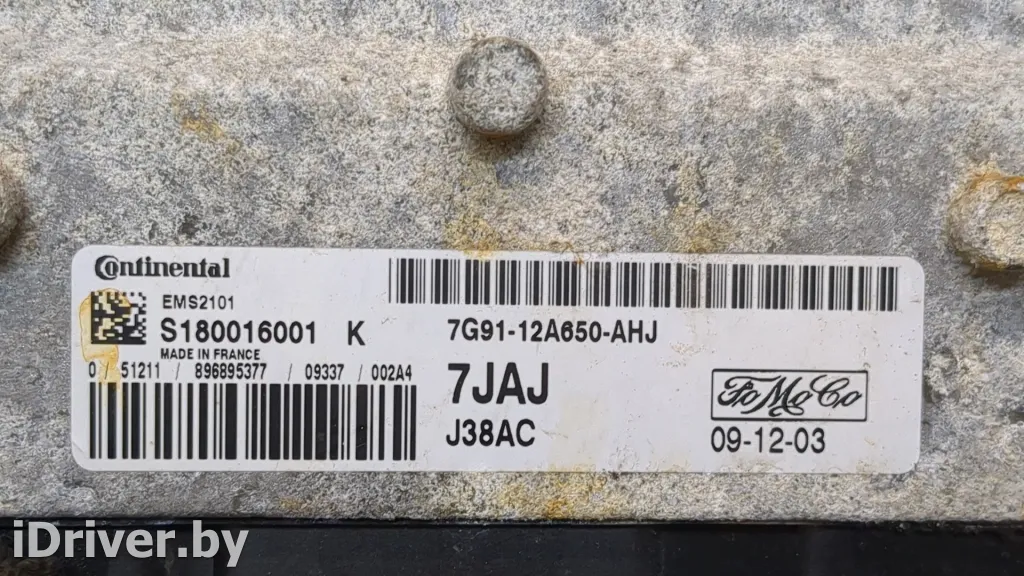 Continental
EMS2101
S180016001 K
MADE IN FRANCE
51211 / 896895377 / 09337 / 002A4
7G91-12A650-AHJ
7JAJ
J38AC
FoMoCo
09-12-03
iDriver.by